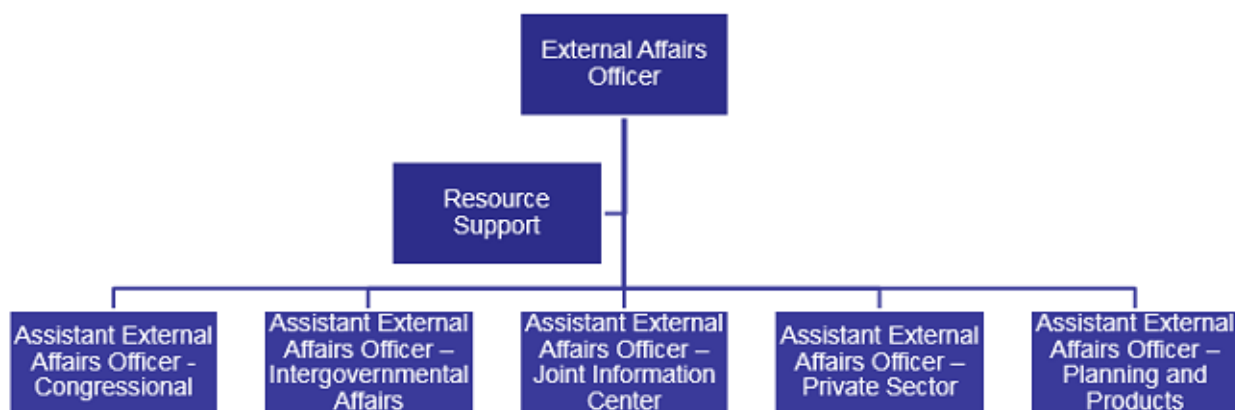 External Affairs
Officer
Resource
Support
Assistant External
Affairs Officer -
Congressional
Assistant External
Affairs Officer –
Intergovernmental
Affairs
Assistant External
Affairs Officer –
Joint Information
Center
Assistant External
Affairs Officer –
Private Sector
Assistant External
Affairs Officer –
Planning and
Products